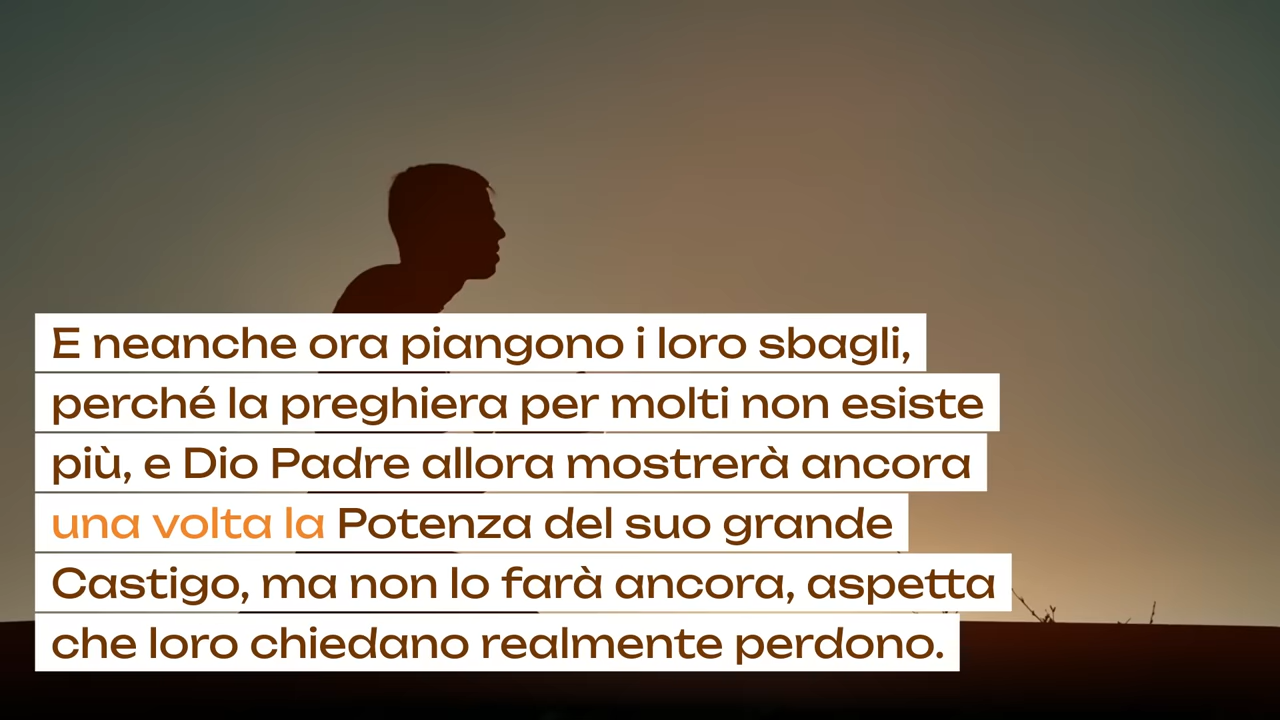 E neanche ora piangono i loro sbagli,
perché la preghiera per molti non esiste
più, e Dio Padre allora mostrerà ancora
una volta la Potenza del suo grande
Castigo, ma non lo farà ancora, aspetta
che loro chiedano realmente perdono.